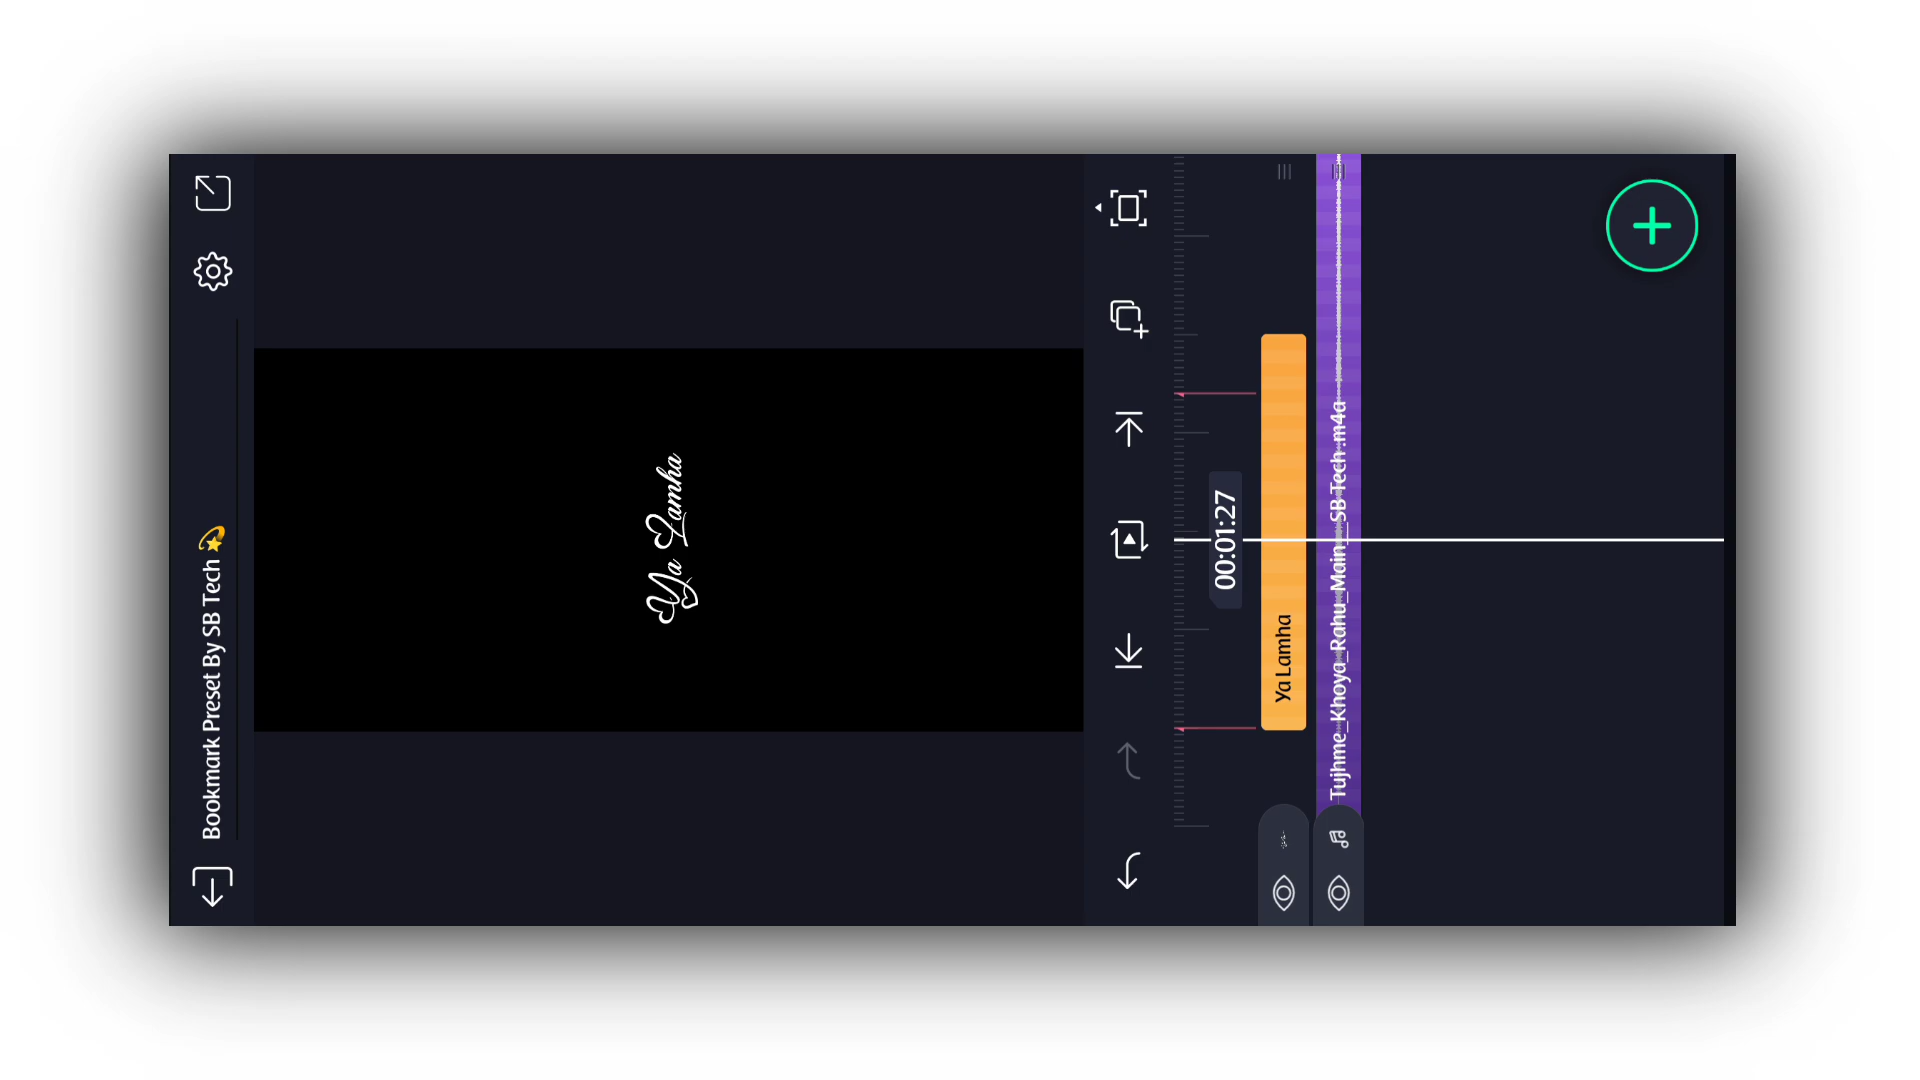 Bookmark Preset By SB Tech 💫
Ya Lamha
00:01:27
Ya Lamha
Tujhme_Khoya_Rahu_Main__SB Tech .m4a